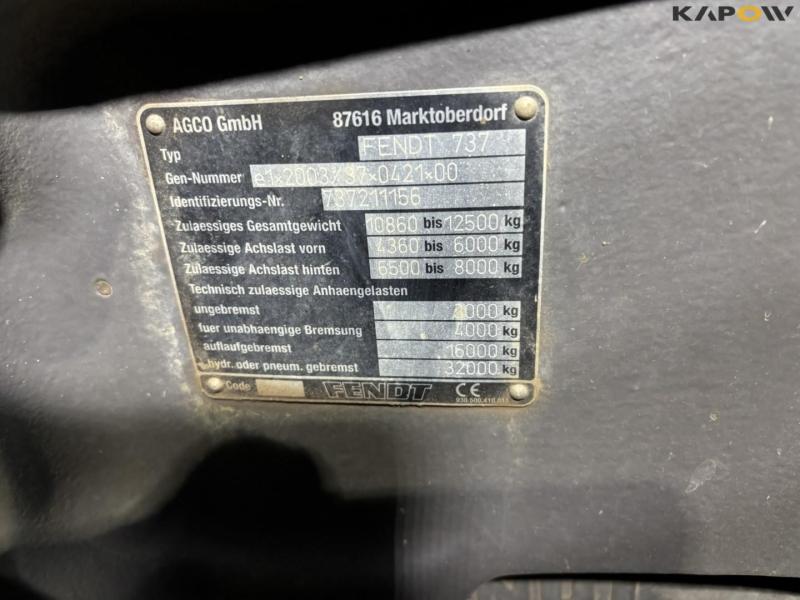 KAPOW
AGCO GmbH 87616 Marktoberdorf
Typ FENDT 737
Gen-Nummer e1*2003/37*0421*00
Identifizierungs-Nr. 737211156
Zulaessiges Gesamtgewicht 10860 bis 12500 kg
Zulaessige Achslast vorn 4360 bis 6000 kg
Zulaessige Achslast hinten 6500 bis 8000 kg
Technisch zulaessige Anhaengelasten
ungebremst kg
fuer unabhaengige Bremsung 4000 kg
auflaufgebremst 16000 kg
hydr. oder pneum. gebremst 32000 kg
Code FENDT CE